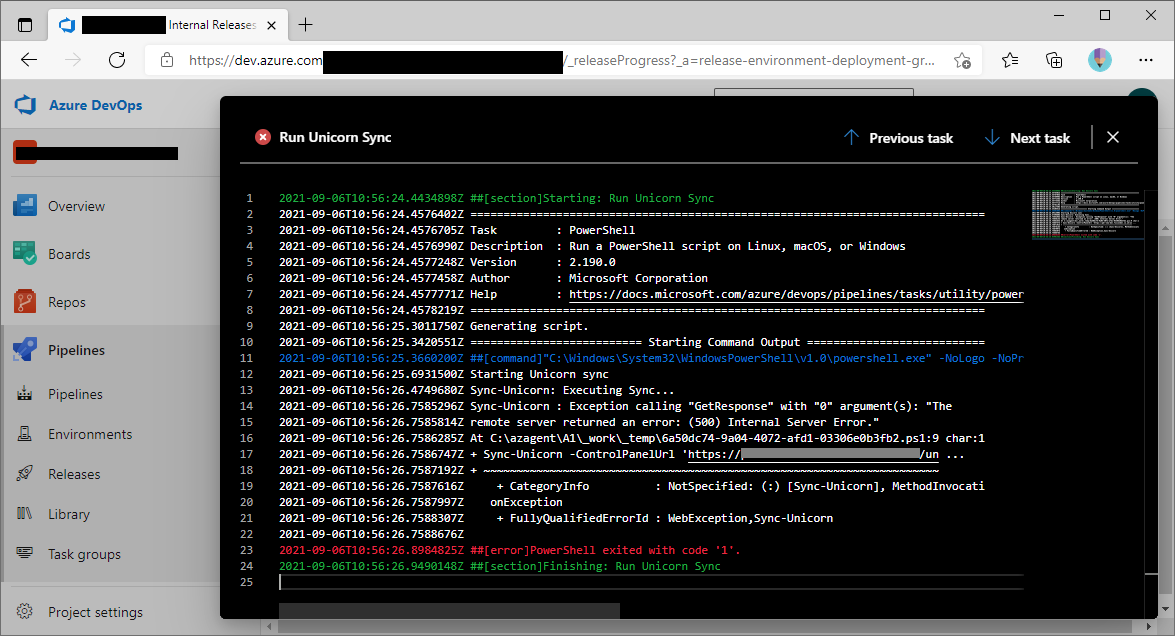 Internal Releases
https://dev.azure.com /_releaseProgress?_a=release-environment-deployment-gr...
Azure DevOps
Overview
Boards
Repos
Pipelines
Pipelines
Environments
Releases
Library
Task groups
Project settings
Run Unicorn Sync
Previous task
Next task
1 2021-09-06T10:56:24.4434898Z ##[section]Starting: Run Unicorn Sync
2 2021-09-06T10:56:24.4576402Z ==============================================================================
3 2021-09-06T10:56:24.4576705Z Task         : PowerShell
4 2021-09-06T10:56:24.4576990Z Description  : Run a PowerShell script on Linux, macOS, or Windows
5 2021-09-06T10:56:24.4577248Z Version      : 2.190.0
6 2021-09-06T10:56:24.4577458Z Author       : Microsoft Corporation
7 2021-09-06T10:56:24.4577771Z Help         : https://docs.microsoft.com/azure/devops/pipelines/tasks/utility/power
8 2021-09-06T10:56:24.4578219Z ==============================================================================
9 2021-09-06T10:56:25.3011750Z Generating script.
10 2021-09-06T10:56:25.3420551Z ========================== Starting Command Output ===========================
11 2021-09-06T10:56:25.3660200Z ##[command]"C:\Windows\System32\WindowsPowerShell\v1.0\powershell.exe" -NoLogo -NoPr
12 2021-09-06T10:56:25.6931500Z Starting Unicorn sync
13 2021-09-06T10:56:26.4749680Z Sync-Unicorn: Executing Sync...
14 2021-09-06T10:56:26.7585296Z Sync-Unicorn : Exception calling "GetResponse" with "0" argument(s): "The
15 2021-09-06T10:56:26.7585814Z remote server returned an error: (500) Internal Server Error."
16 2021-09-06T10:56:26.7586285Z At C:\azagent\A1\_work\_temp\6a50dc74-9a04-4072-afd1-03306e0b3fb2.ps1:9 char:1
17 2021-09-06T10:56:26.7586747Z + Sync-Unicorn -ControlPanelUrl 'https:// /un ...
18 2021-09-06T10:56:26.7587192Z + ~~~~~~~~~~~~~~~~~~~~~~~~~~~~~~~~~~~~~~~~~~~~~~~~~~~~~~~~~~~~~~~~~~~~~
19 2021-09-06T10:56:26.7587616Z     + CategoryInfo          : NotSpecified: (:) [Sync-Unicorn], MethodInvocati
20 2021-09-06T10:56:26.7587997Z    onException
21 2021-09-06T10:56:26.7588307Z     + FullyQualifiedErrorId : WebException,Sync-Unicorn
22 2021-09-06T10:56:26.7588676Z
23 2021-09-06T10:56:26.8984825Z ##[error]PowerShell exited with code '1'.
24 2021-09-06T10:56:26.9490148Z ##[section]Finishing: Run Unicorn Sync
25